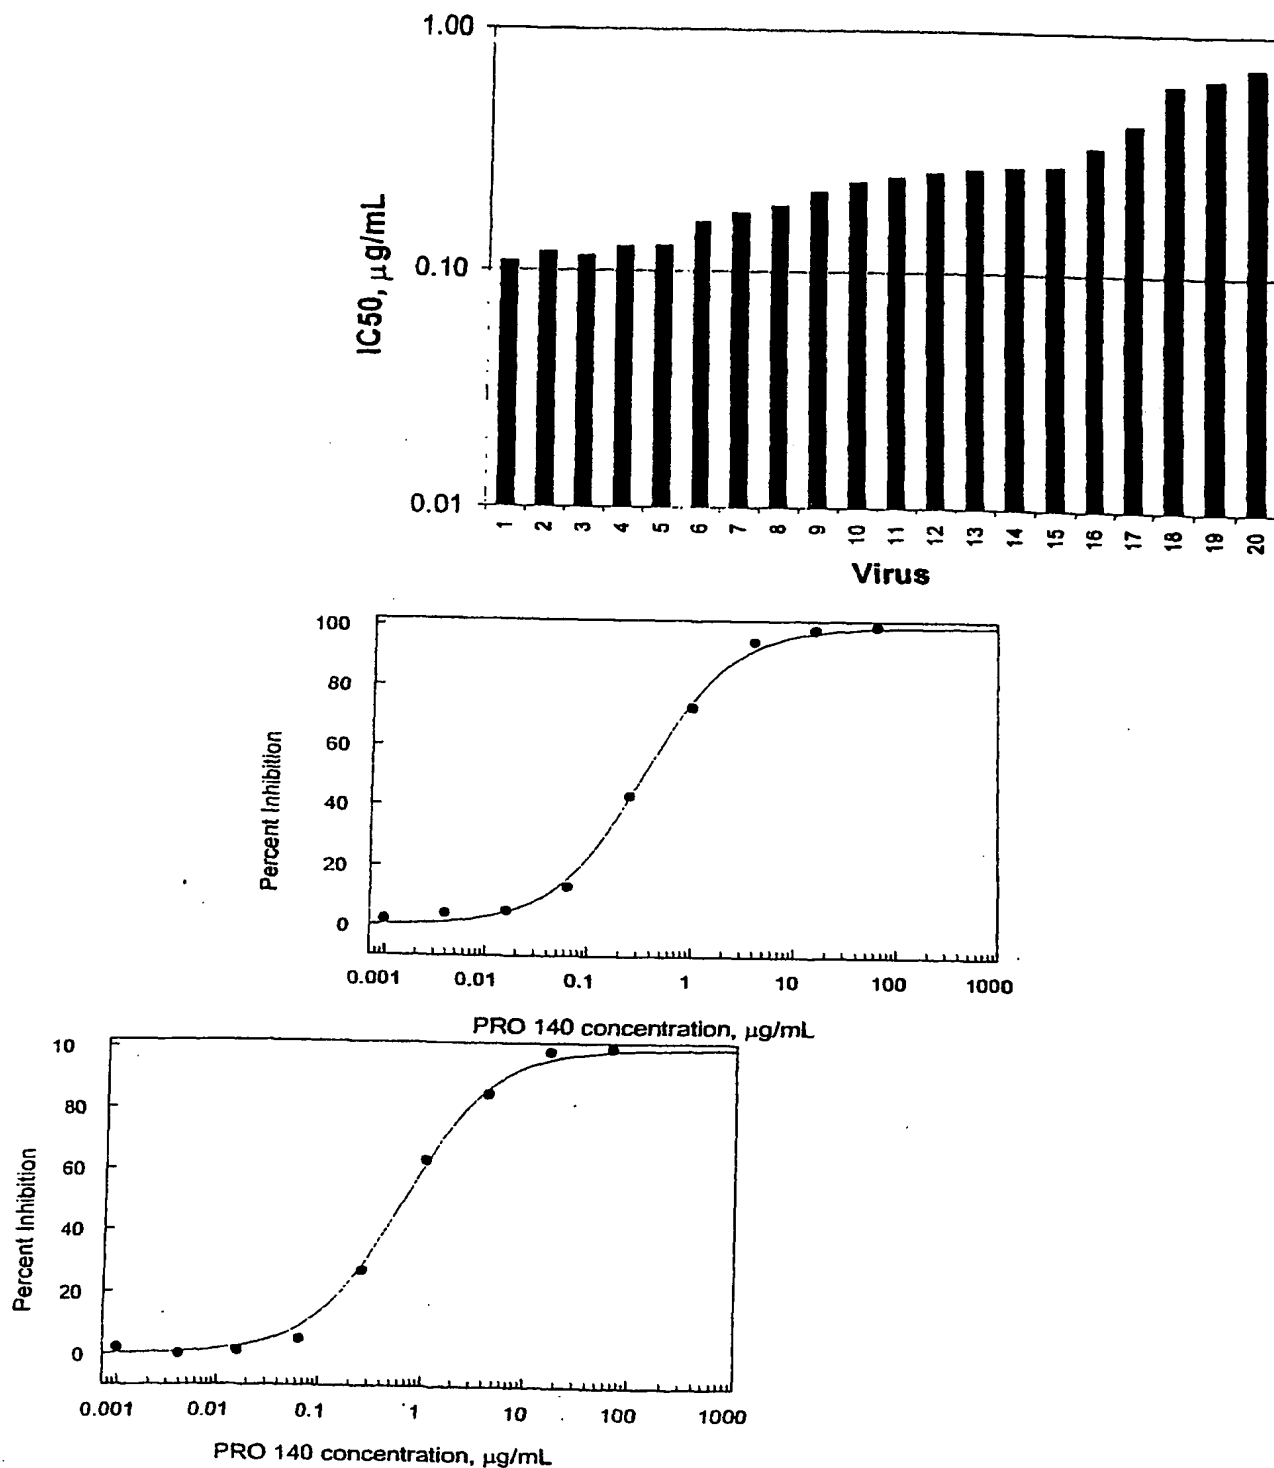 1.00
IC50, µg/mL
0.10
0.01
1 2 3 4 5 6 7 8 9 10 11 12 13 14 15 16 17 18 19 20
Virus
100
80
60
40
20
0
Percent Inhibition
0.001 0.01 0.1 1 10 100 1000
PRO 140 concentration, µg/mL
10
80
60
40
20
0
Percent Inhibition
0.001 0.01 0.1 1 10 100 1000
PRO 140 concentration, µg/mL